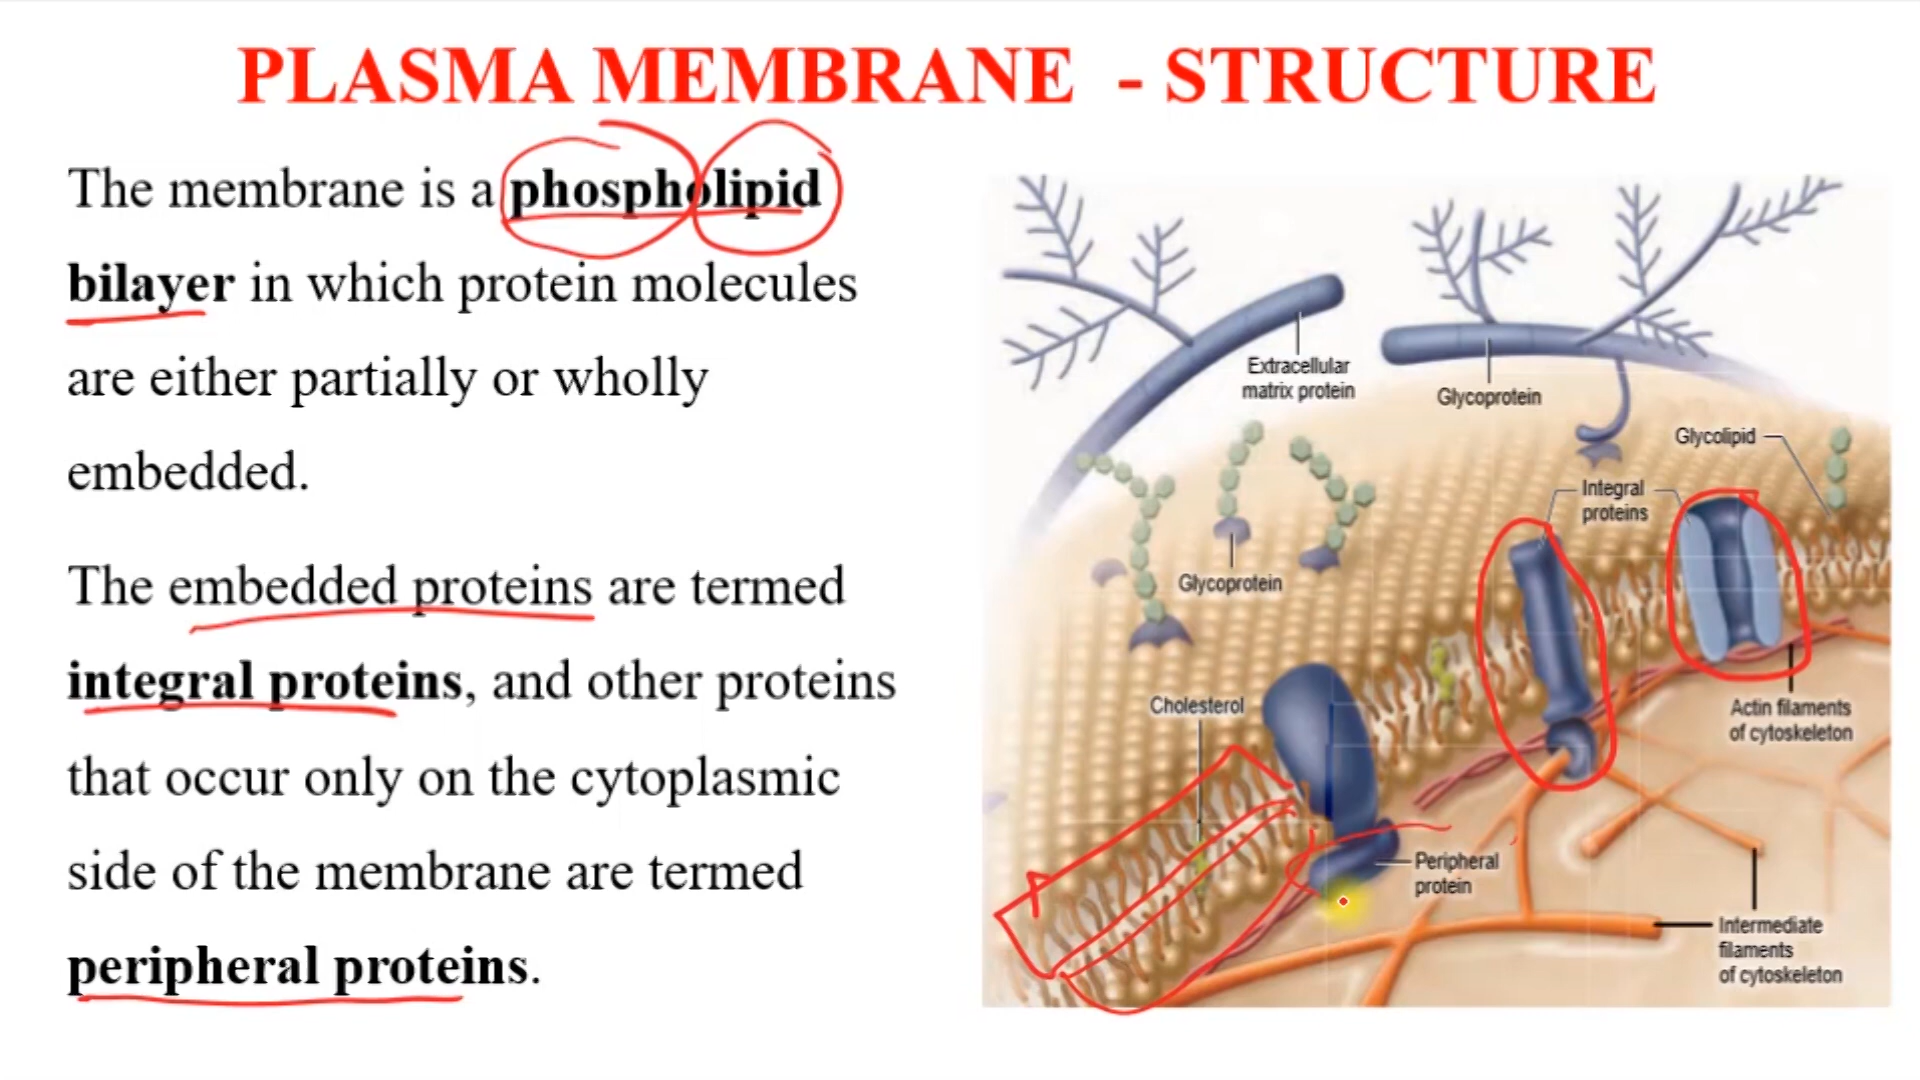 PLASMA MEMBRANE - STRUCTURE
The membrane is a phospholipid
bilayer in which protein molecules
are either partially or wholly
embedded.
The embedded proteins are termed
integral proteins, and other proteins
that occur only on the cytoplasmic
side of the membrane are termed
peripheral proteins.
Extracellular
matrix protein
Glycoprotein
Glycolipid
Integral
proteins
Glycoprotein
Cholesterol
Actin filaments
of cytoskeleton
Peripheral
protein
Intermediate
filaments
of cytoskeleton